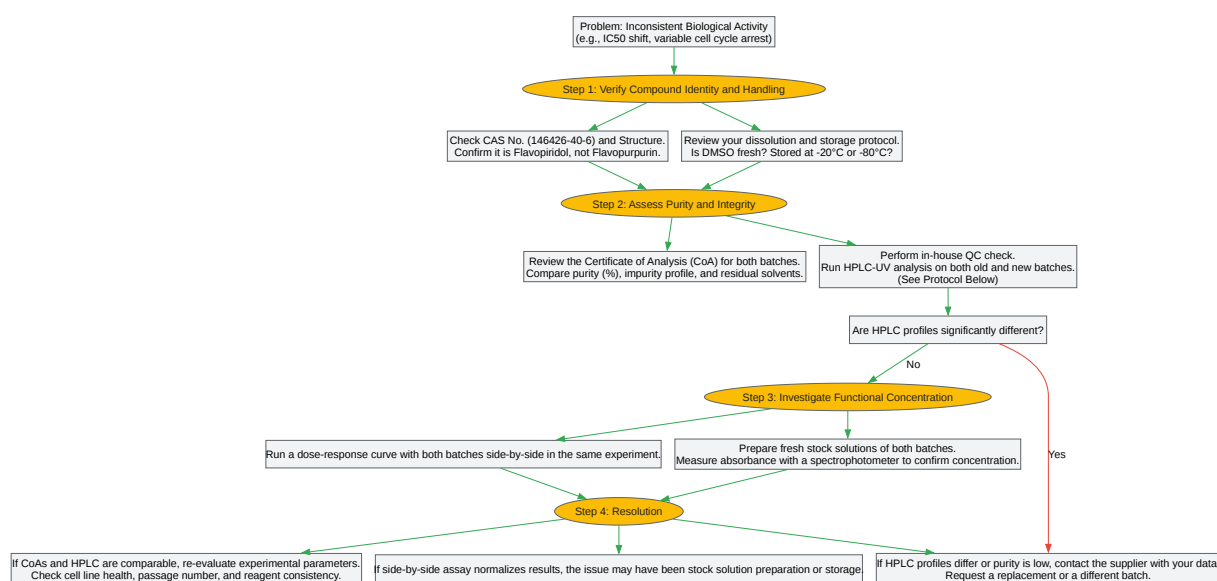 Problem: Inconsistent Biological Activity
(e.g., IC50 shift, variable cell cycle arrest)
Step 1: Verify Compound Identity and Handling
Check CAS No. (146426-40-6) and Structure.
Confirm it is Flavopiridol, not Flavopurpurin.
Review your dissolution and storage protocol.
Is DMSO fresh? Stored at -20°C or -80°C?
Step 2: Assess Purity and Integrity
Review the Certificate of Analysis (CoA) for both batches.
Compare purity (%), impurity profile, and residual solvents.
Perform in-house QC check.
Run HPLC-UV analysis on both old and new batches.
(See Protocol Below)
Are HPLC profiles significantly different?
No
Step 3: Investigate Functional Concentration
Run a dose-response curve with both batches side-by-side in the same experiment.
Prepare fresh stock solutions of both batches.
Measure absorbance with a spectrophotometer to confirm concentration.
Yes
Step 4: Resolution
If CoAs and HPLC are comparable, re-evaluate experimental parameters.
Check cell line health, passage number, and reagent consistency.
If side-by-side assay normalizes results, the issue may have been stock solution preparation or storage.
If HPLC profiles differ or purity is low, contact the supplier with your data.
Request a replacement or a different batch.